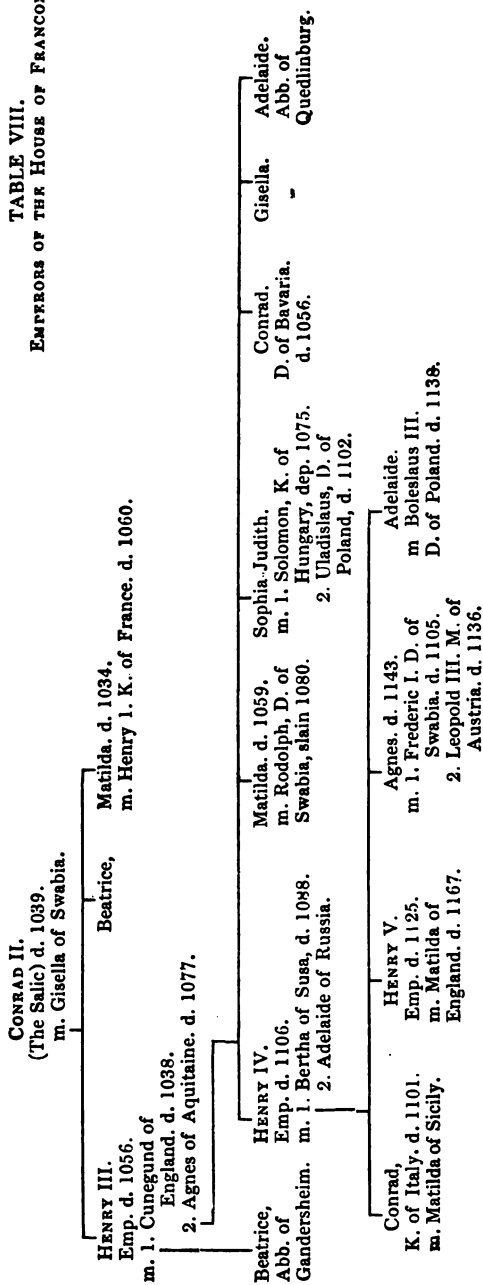 TABLE VIII.
EMPERORS OF THE HOUSE OF
CONRAD II.
(The Salic) d. 1039.
m. Gisella of Swabia.
HENRY III.
Emp. d. 1056.
m. 1. Cunegund of
England. d. 1038.
2. Agnes of Aquitaine. d. 1077.
Beatrice,
Matilda. d. 1034.
m. Henry 1. K. of France. d. 1060.
Beatrice,
Abb. of
Gandersheim.
HENRY IV.
Emp. d. 1106.
m. 1. Bertha of Susa, d. 1088.
2. Adelaide of Russia.
Matilda. d. 1059.
m. Rodolph, D. of
Swabia, slain 1080.
Sophia-Judith.
m. 1. Solomon, K. of
Hungary, dep. 1075.
2. Uladislaus, D. of
Poland, d. 1102.
Conrad.
D. of Bavaria.
d. 1056.
Gisella.
Adelaide.
Abb. of
Quedlinburg.
Conrad,
K. of Italy. d. 1101.
m. Matilda of Sicily.
HENRY V.
Emp. d. 1125.
m. Matilda of
England. d. 1167.
Agnes. d. 1143.
m. 1. Frederic I. D. of
Swabia. d. 1105.
2. Leopold III. M. of
Austria. d. 1136.
Adelaide.
m Boleslaus III.
D. of Poland. d. 1138.